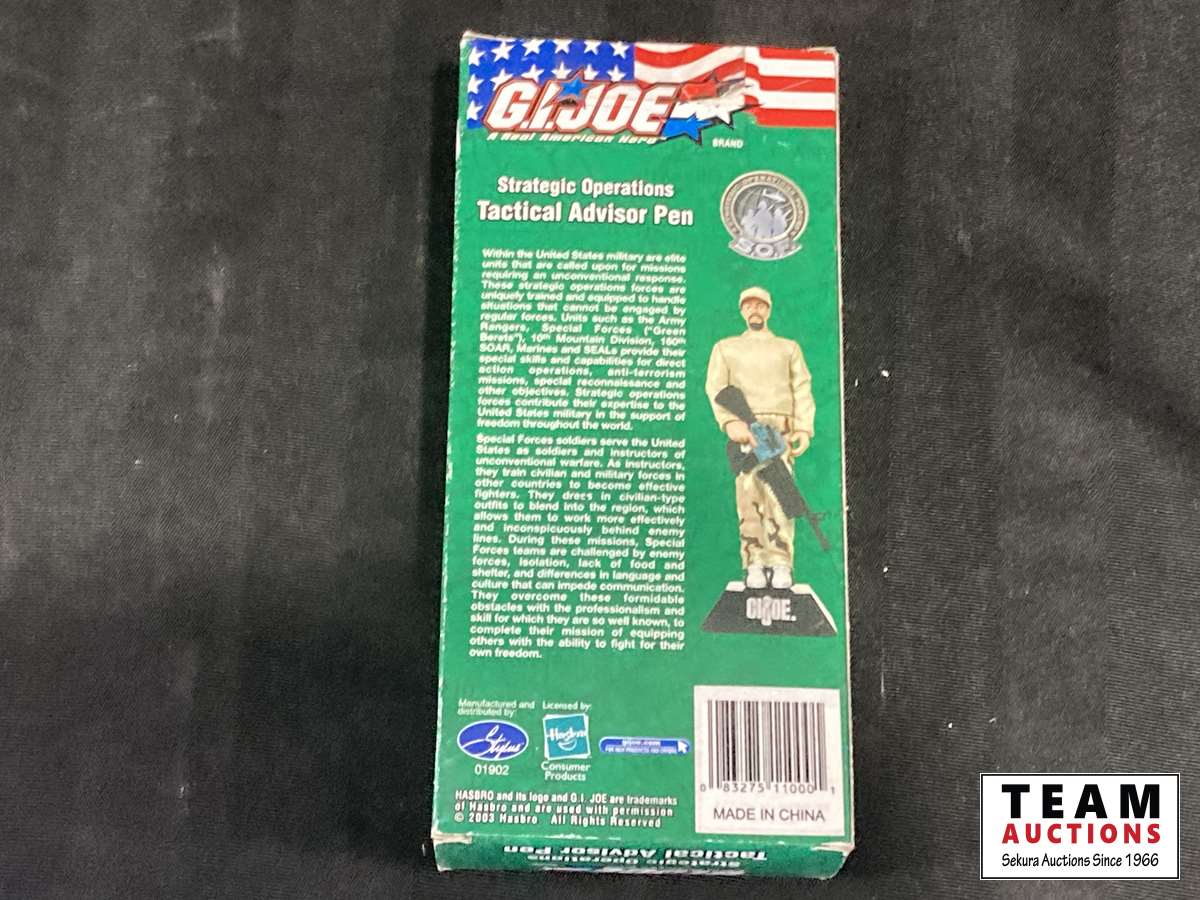 G.I. JOE
A Real American Hero™
BRAND
Strategic Operations
Tactical Advisor Pen
Within the United States military are elite
units that are called upon for missions
requiring an unconventional response.
These strategic operations forces are
uniquely trained and equipped to handle
situations that cannot be engaged by
regular forces. Units such as the Army
Rangers, Special Forces ("Green
Berets"), 10th Mountain Division, 160th
SOAR, Marines and SEALs provide their
special skills and capabilities for direct
action operations, anti-terrorism
missions, special reconnaissance and
other objectives. Strategic operations
forces contribute their expertise to the
United States military in the support of
freedom throughout the world.
Special Forces soldiers serve the United
States as soldiers and instructors of
unconventional warfare. As instructors,
they train civilian and military forces in
other countries to become effective
fighters. They dress in civilian-type
outfits to blend into the region, which
allows them to work more effectively
and inconspicuously behind enemy
lines. During these missions, Special
Forces teams are challenged by enemy
forces, isolation, lack of food and
shelter, and differences in language and
culture that can impede communication.
They overcome these formidable
obstacles with the professionalism and
skill for which they are so well known, to
complete their mission of equipping
others with the ability to fight for their
own freedom.
GI JOE.
Manufactured and
distributed by:
Stylus
01902
Licensed by:
Hasbro
Consumer
Products
gijoe.com
0 83275 11000 1
MADE IN CHINA
HASBRO and its logo and G.I. JOE are trademarks
of Hasbro and are used with permission
© 2003 Hasbro. All Rights Reserved
Strategic Operations
Tactical Advisor Pen
TEAM
AUCTIONS
Sekura Auctions Since 1966